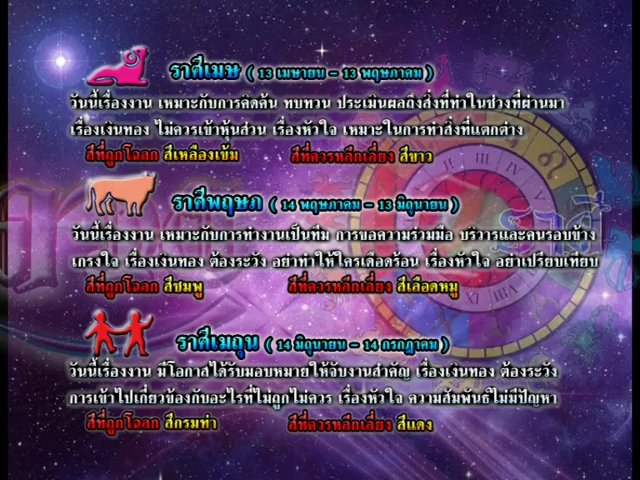 ราศีเมษ ( 13 เมษายน - 13 พฤษภาคม )
วันนี้เรื่องงาน เหมาะกับการคิดค้น ทบทวน ประเมินผลถึงสิ่งที่ทำในช่วงที่ผ่านมา
เรื่องเงินทอง ไม่ควรเข้าหุ้นส่วน เรื่องหัวใจ เหมาะในการทำสิ่งที่แตกต่าง
สีที่ถูกโฉลก สีเหลืองเข้ม สีที่ควรหลีกเลี่ยง สีขาว
ราศีพฤษภ ( 14 พฤษภาคม - 13 มิถุนายน )
วันนี้เรื่องงาน เหมาะกับการทำงานเป็นทีม การขอความร่วมมือ บริวารและคนรอบข้าง
เกรงใจ เรื่องเงินทอง ต้องระวัง อย่าทำให้ใครเดือดร้อน เรื่องหัวใจ อย่าเปรียบเทียบ
สีที่ถูกโฉลก สีชมพู สีที่ควรหลีกเลี่ยง สีเลือดหมู
ราศีเมถุน ( 14 มิถุนายน - 14 กรกฎาคม )
วันนี้เรื่องงาน มีโอกาสได้รับมอบหมายให้จับงานสำคัญ เรื่องเงินทอง ต้องระวัง
การเข้าไปเกี่ยวข้องกับอะไรที่ไม่ถูกไม่ควร เรื่องหัวใจ ความสัมพันธ์ไม่มีปัญหา
สีที่ถูกโฉลก สีกรมท่า สีที่ควรหลีกเลี่ยง สีแดง